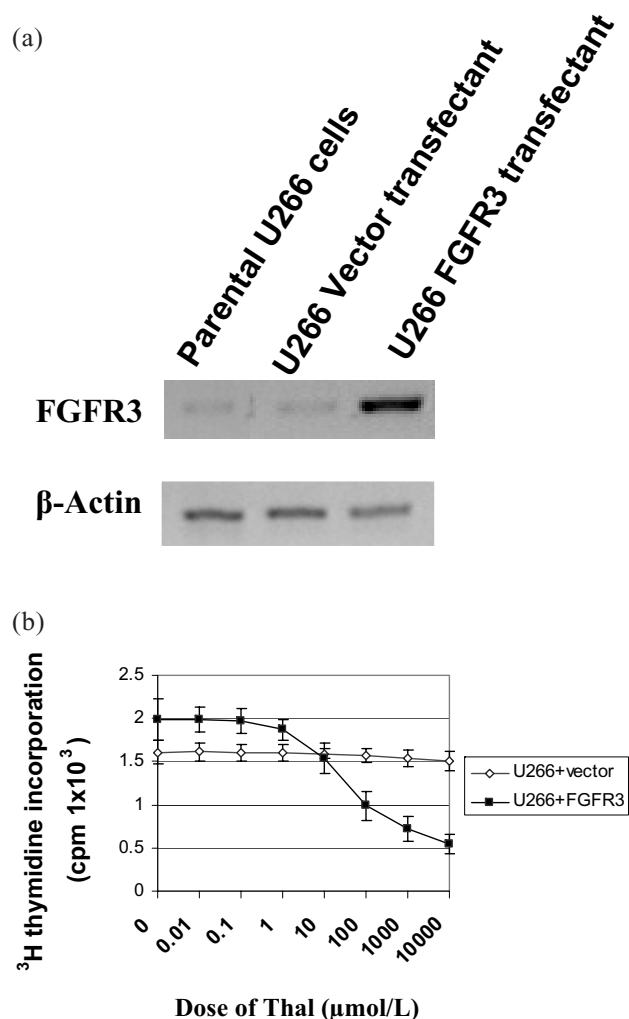 (a)
Parental U266 cells
U266 Vector transfectant
U266 FGFR3 transfectant
FGFR3
β-Actin
(b)
³H thymidine incorporation
(cpm 1x10³)
2.5
2
1.5
1
0.5
0
0
0.01
0.1
1
10
100
1000
10000
U266+vector
U266+FGFR3
Dose of Thal (µmol/L)